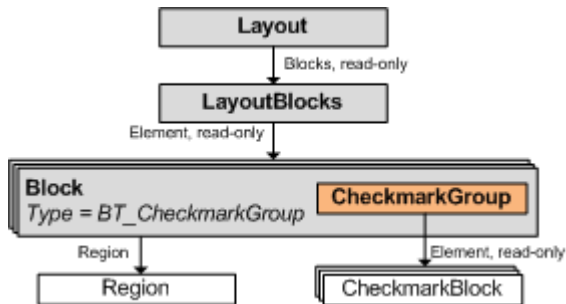 Layout
Blocks, read-only
LayoutBlocks
Element, read-only
Block
Type = BT_CheckmarkGroup
CheckmarkGroup
Region
Element, read-only
Region
CheckmarkBlock